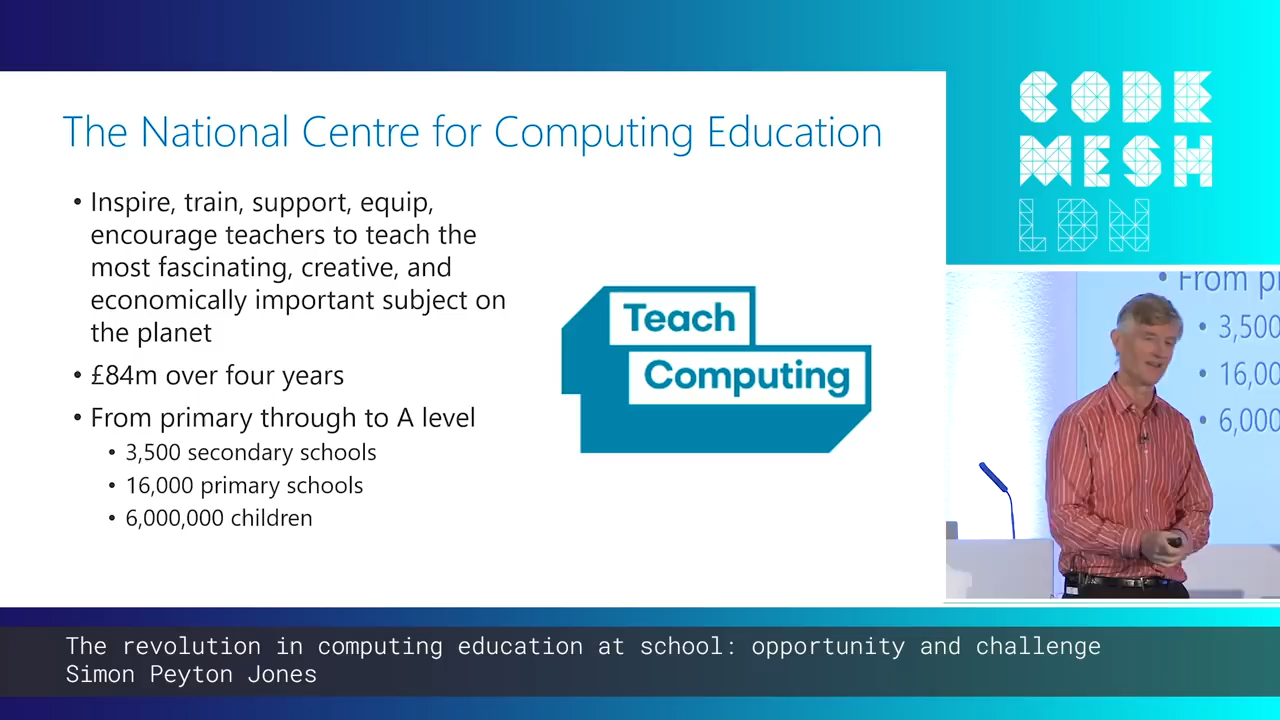 The National Centre for Computing Education
• Inspire, train, support, equip,
encourage teachers to teach the
most fascinating, creative, and
economically important subject on
the planet
• £84m over four years
• From primary through to A level
• 3,500 secondary schools
• 16,000 primary schools
• 6,000,000 children
Teach
Computing
CODE
MESH
LDN
• From pr
• 3,500
• 16,00
• 6,000
The revolution in computing education at school: opportunity and challenge
Simon Peyton Jones